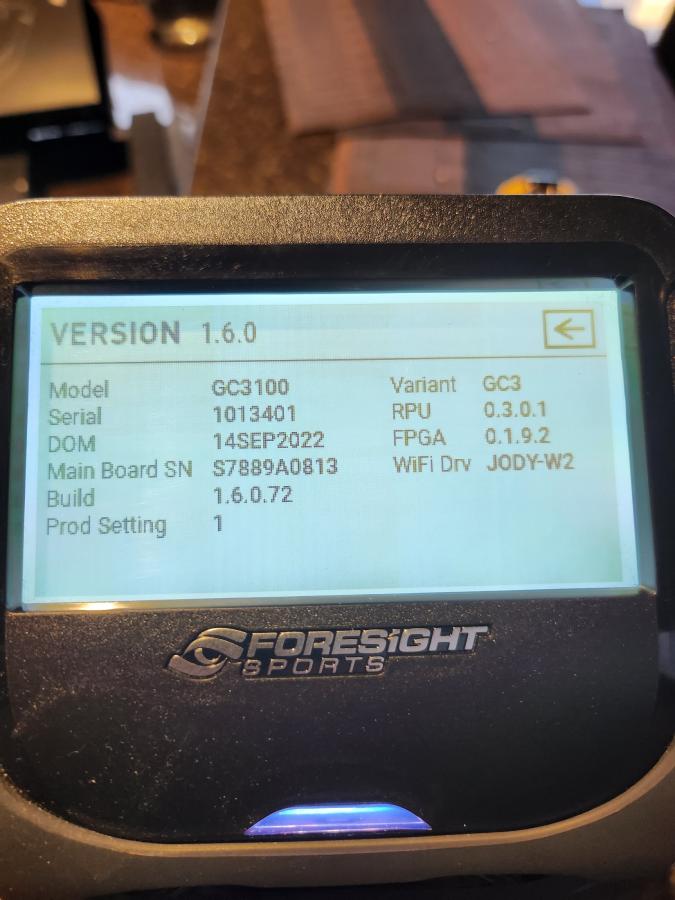 VERSION 1.6.0
Model GC3100
Serial 1013401
DOM 14SEP2022
Main Board SN S7889A0813
Build 1.6.0.72
Prod Setting 1
Variant GC3
RPU 0.3.0.1
FPGA 0.1.9.2
WiFi Drv JODY-W2
FORESiGHT
SPORTS